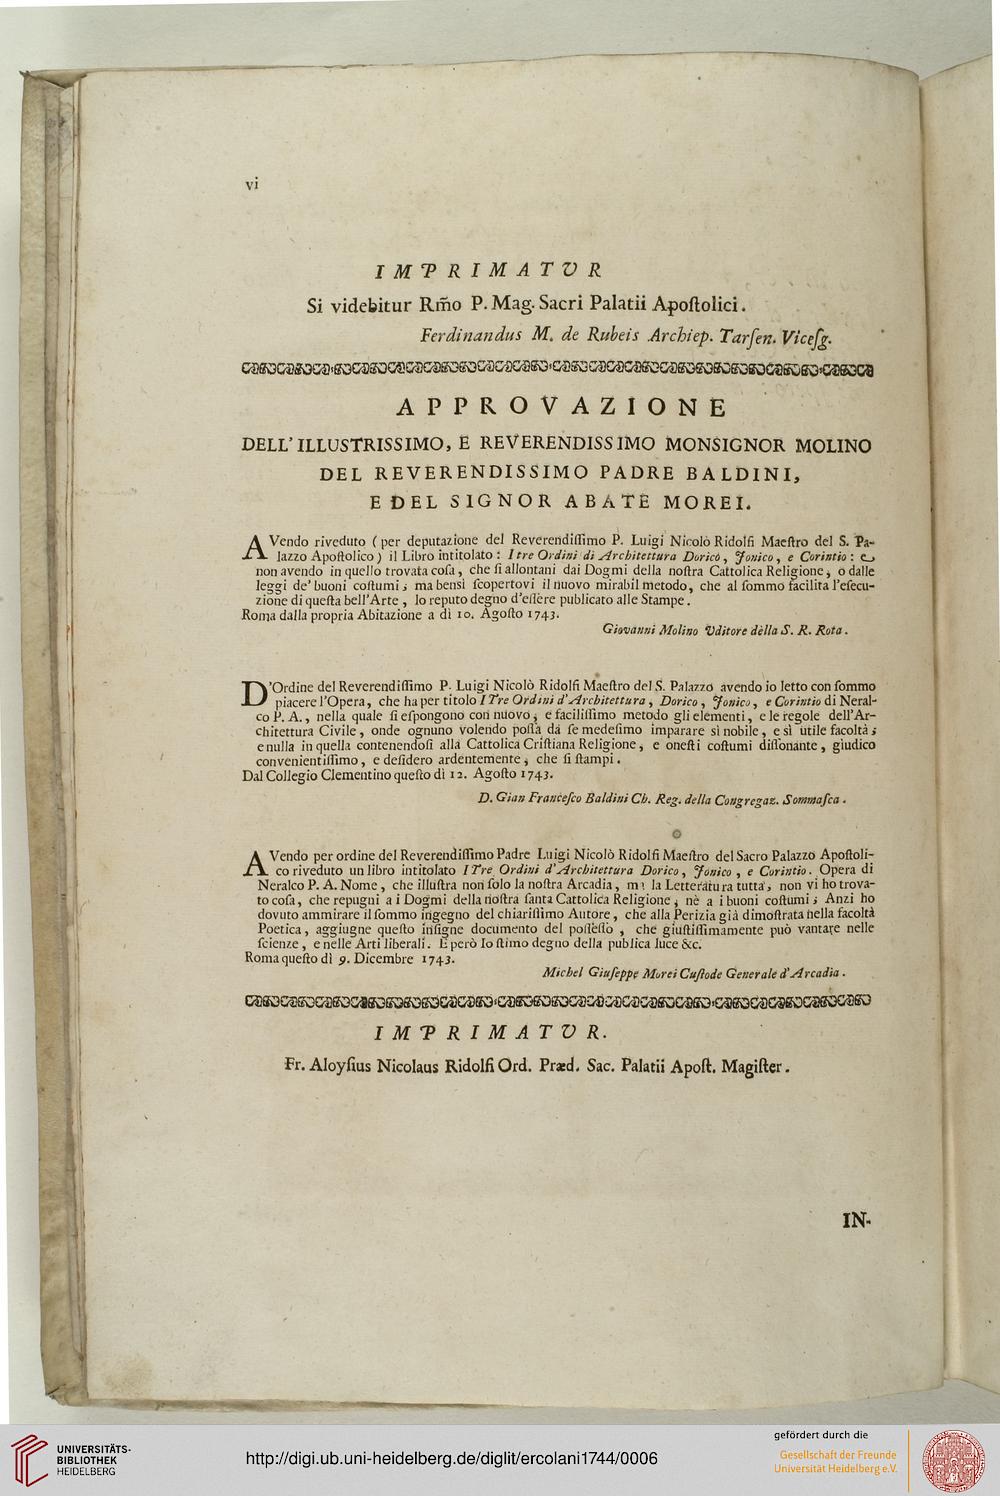 vi
IMPRIMATVR
Si videbitur Rm̃o P. Mag. Sacri Palatii Apoſtolici.
Ferdinandus M. de Rubeis Archiep. Tarſen. Viceſg.
APPROVAZIONE
DELL' ILLUSTRISSIMO, E REVERENDISSIMO MONSIGNOR MOLINO
DEL REVERENDISSIMO PADRE BALDINI,
E DEL SIGNOR ABATE MOREI.
AVendo riveduto (per deputazione del Reverendiſſimo P. Luigi Nicolò Ridolfi Maeſtro del S. Pa-
lazzo Apoſtolico) il Libro intitolato: I tre Ordini di Architettura Dorico, Jonico, e Corintio: e
non avendo in quello trovata coſa, che ſi allontani dai Dogmi della noſtra Cattolica Religione, o dalle
leggi de' buoni coſtumi; ma bensì ſcopertovi il nuovo mirabil metodo, che al ſommo facilita l'eſecu-
zione di queſta bell'Arte, lo reputo degno d'eſſere publicato alle Stampe.
Roma dalla propria Abitazione a dì 10. Agoſto 1743.
Giovanni Molino Vditore della S. R. Rota.
D'Ordine del Reverendiſſimo P. Luigi Nicolò Ridolfi Maeſtro del S. Palazzo avendo io letto con ſommo
piacere l'Opera, che ha per titolo I Tre Ordini d'Architettura, Dorico, Jonico, e Corintio di Neral-
co P. A., nella quale ſi eſpongono con nuovo, e faciliſſimo metodo gli elementi, e le regole dell'Ar-
chitettura Civile, onde ognuno volendo poſſa da ſe medeſimo imparare sì nobile, e sì utile facoltà;
e nulla in quella contenendoſi alla Cattolica Criſtiana Religione, e oneſti coſtumi diſſonante, giudico
convenientiſſimo, e deſidero ardentemente, che ſi ſtampi.
Dal Collegio Clementino queſto dì 12. Agoſto 1743.
D. Gian Franceſco Baldini Ch. Reg. della Congregaz. Sommaſca.
AVendo per ordine del Reverendiſſimo Padre Luigi Nicolò Ridolfi Maeſtro del Sacro Palazzo Apoſtoli-
co riveduto un libro intitolato I Tre Ordini d'Architettura Dorico, Jonico, e Corintio. Opera di
Neralco P. A. Nome, che illuſtra non ſolo la noſtra Arcadia, ma la Letteratura tutta, non vi ho trova-
to coſa, che repugni a i Dogmi della noſtra ſanta Cattolica Religione, nè a i buoni coſtumi; Anzi ho
dovuto ammirare il ſommo ingegno del chiariſſimo Autore, che alla Perizia già dimoſtrata nella facoltà
Poetica, aggiugne queſto inſigne documento del poſſeſſo, che giuſtiſſimamente può vantare nelle
ſcienze, e nelle Arti liberali. E però lo ſtimo degno della publica luce &c.
Roma queſto dì 9. Dicembre 1743.
Michel Giuſeppe Morei Cuſtode Generale d'Arcadia.
IMPRIMATVR.
Fr. Aloyſius Nicolaus Ridolfi Ord. Præd. Sac. Palatii Apoſt. Magiſter.
IN-
UNIVERSITÄTS-
BIBLIOTHEK
HEIDELBERG
http://digi.ub.uni-heidelberg.de/diglit/ercolani1744/0006
gefördert durch die
Gesellschaft der Freunde
Universität Heidelberg e.V.